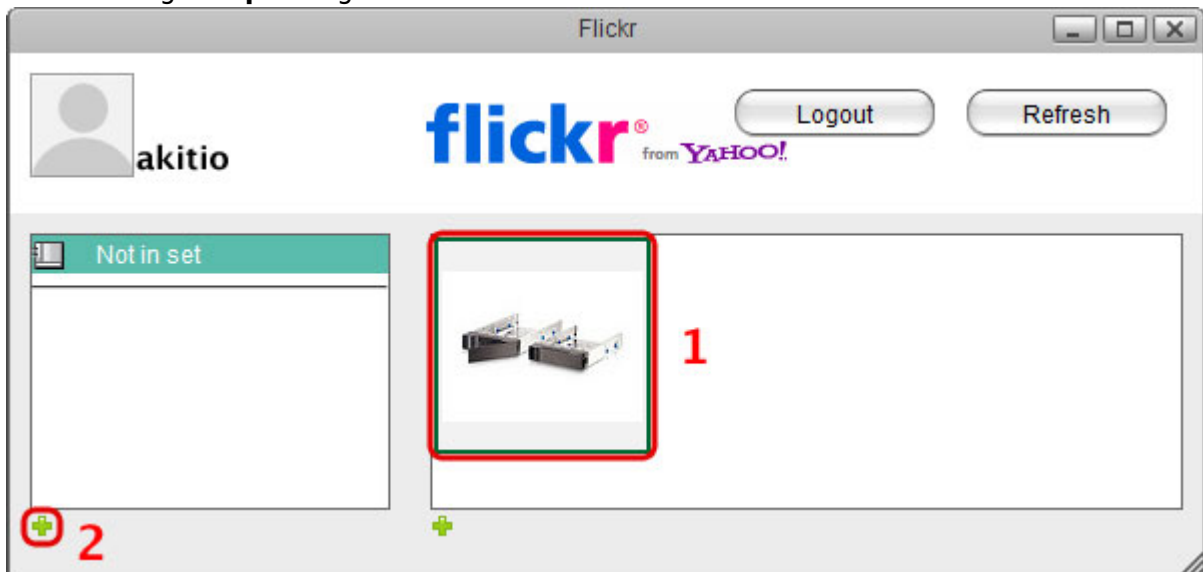 Flickr
akitio
flickr® from YAHOO!
Logout
Refresh
Not in set
1
2